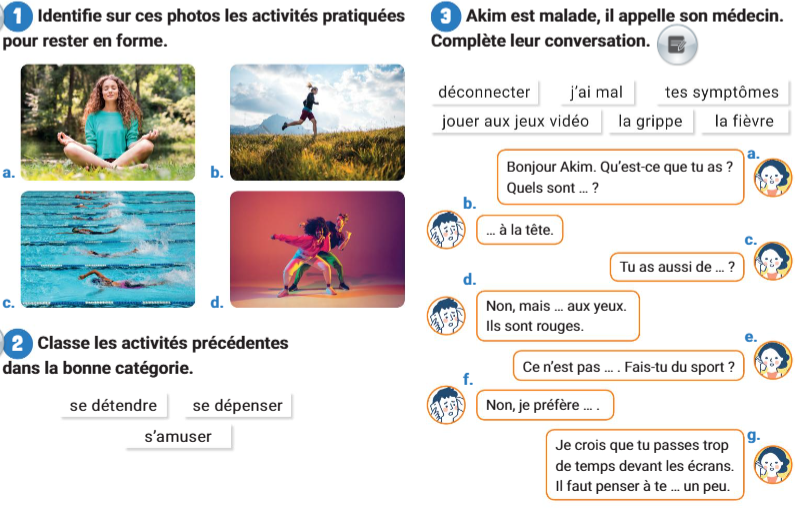 1 Identifie sur ces photos les activités pratiquées
pour rester en forme.
a.
b.
c.
d.
2 Classe les activités précédentes
dans la bonne catégorie.
se détendre
se dépenser
s'amuser
3 Akim est malade, il appelle son médecin.
Complète leur conversation.
déconnecter
j'ai mal
tes symptômes
jouer aux jeux vidéo
la grippe
la fièvre
a.
Bonjour Akim. Qu'est-ce que tu as ?
Quels sont ... ?
b.
... à la tête.
c.
Tu as aussi de ... ?
d.
Non, mais ... aux yeux.
Ils sont rouges.
e.
Ce n'est pas ... . Fais-tu du sport ?
f.
Non, je préfère ... .
g.
Je crois que tu passes trop
de temps devant les écrans.
Il faut penser à te ... un peu.